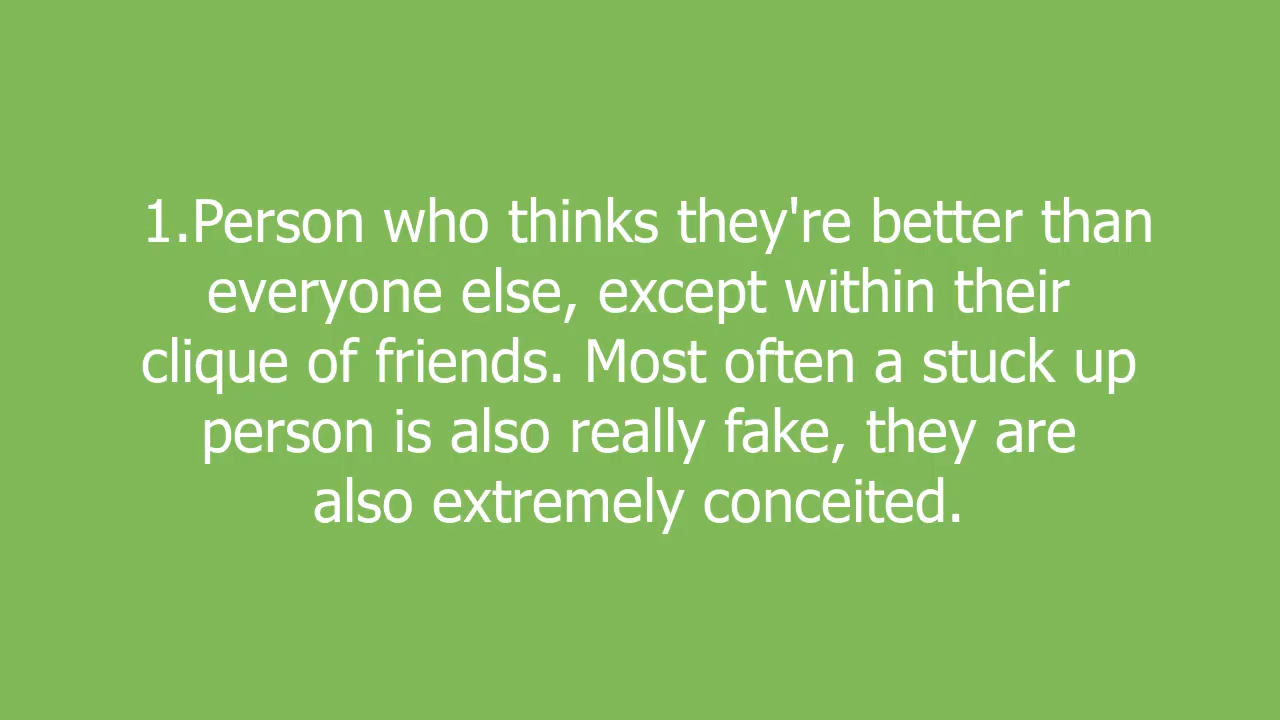 1.Person who thinks they're better than
everyone else, except within their
clique of friends. Most often a stuck up
person is also really fake, they are
also extremely conceited.